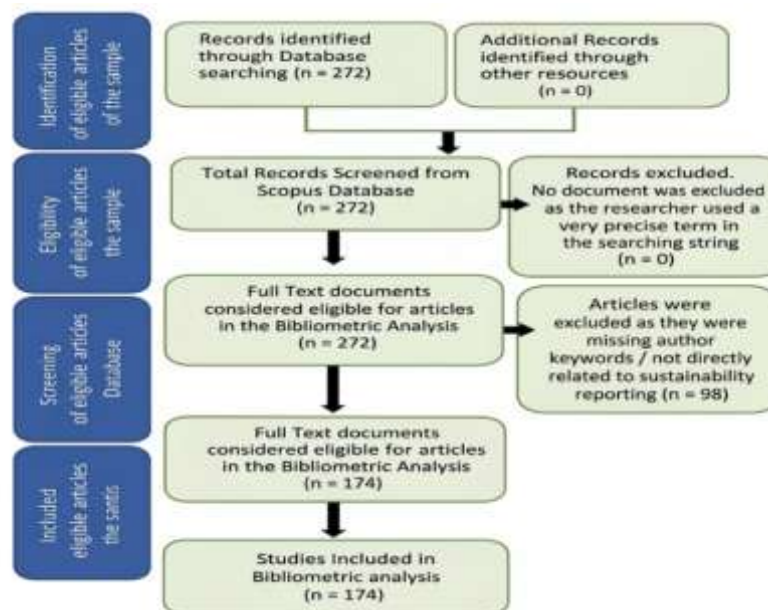 Identification
of eligible articles
of the sample
Records identified
through Database
searching (n = 272)
Additional Records
identified through
other resources
(n = 0)
Eligibility
of eligible articles
the sample
Total Records Screened from
Scopus Database
(n = 272)
Records excluded.
No document was excluded
as the researcher used a
very precise term in
the searching string
(n = 0)
Screening
of eligible articles
Database
Full Text documents
considered eligible for articles
in the Bibliometric Analysis
(n = 272)
Articles were
excluded as they were
missing author
keywords / not directly
related to sustainability
reporting (n = 98)
Included
eligible articles
the santis
Full Text documents
considered eligible for articles
in the Bibliometric Analysis
(n = 174)
Studies Included in
Bibliometric analysis
(n = 174)